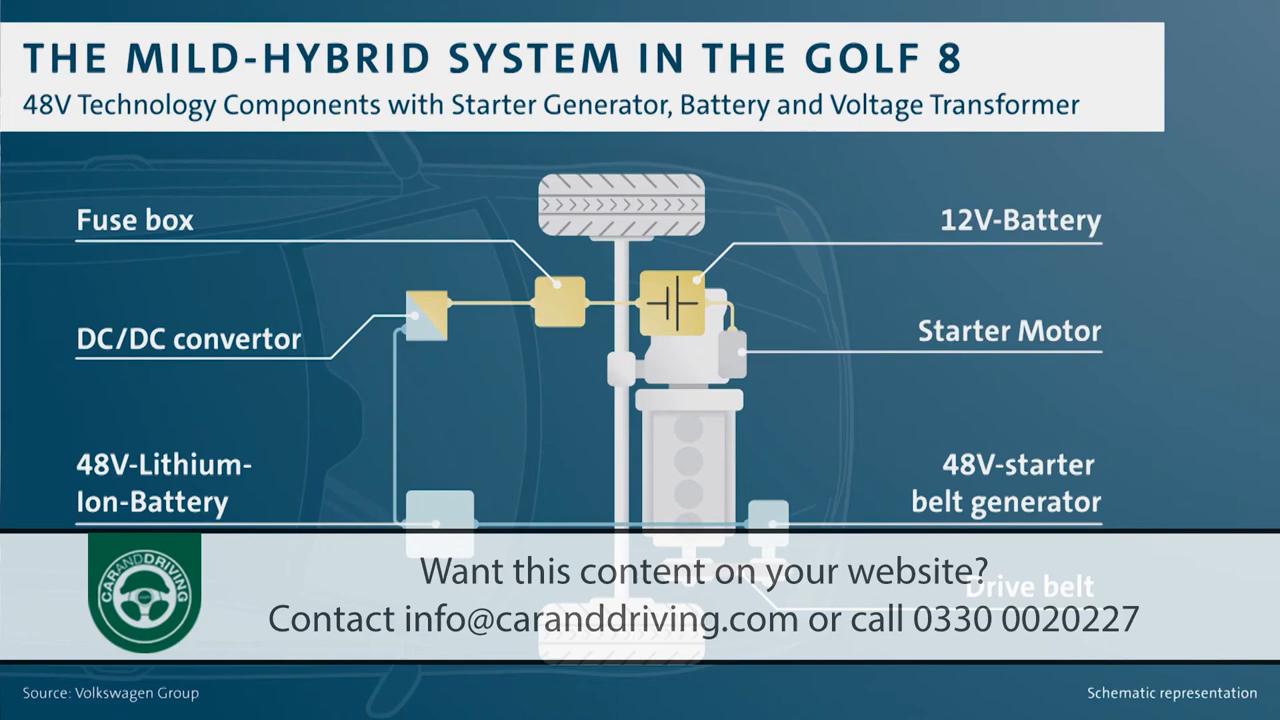 THE MILD-HYBRID SYSTEM IN THE GOLF 8
48V Technology Components with Starter Generator, Battery and Voltage Transformer
Fuse box
12V-Battery
DC/DC convertor
Starter Motor
48V-Lithium-
Ion-Battery
48V-starter
belt generator
Drive belt
CARANDDRIVING
Want this content on your website?
Contact info@caranddriving.com or call 0330 0020227
Source: Volkswagen Group
Schematic representation